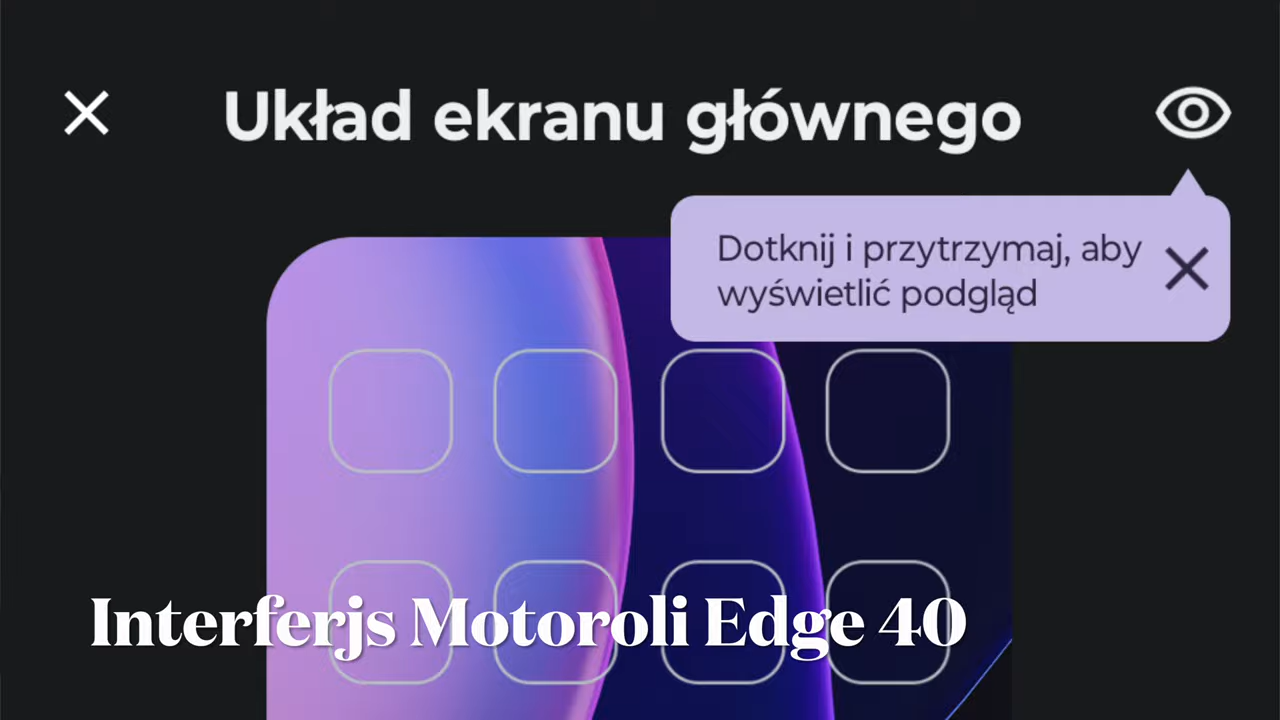 Układ ekranu głównego
Dotknij i przytrzymaj, aby
wyświetlić podgląd
Interferjs Motoroli Edge 40